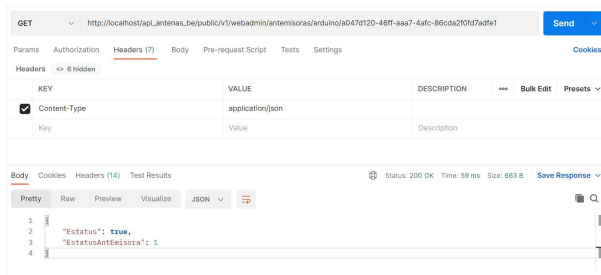 GET http://localhost/api_antenas_be/public/v1/webadmin/antemisoras/arduino/a047d120-46ff-aaa7-4afc-86cda2f0fd7adfe1 Send
Params Authorization Headers (7) Body Pre-request Script Tests Settings Cookies
Headers 6 hidden
KEY VALUE DESCRIPTION ooo Bulk Edit Presets
Content-Type application/json
Key Value Description
Body Cookies Headers (14) Test Results Status: 200 OK Time: 59 ms Size: 663 B Save Response
Pretty Raw Preview Visualize JSON
1 {
2 "Estatus": true,
3 "EstatusAntEmisora": 1
4 }